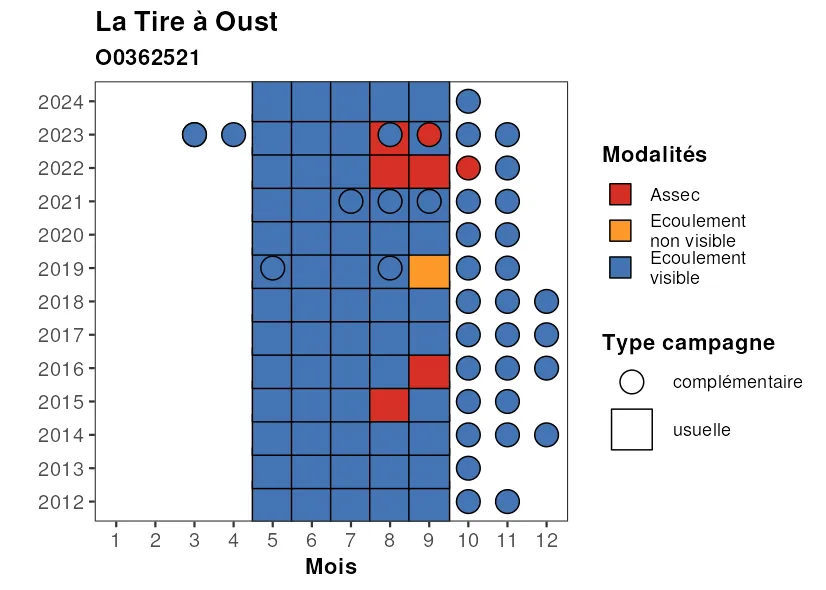 La Tire à Oust
O0362521
2024
2023
2022
2021
2020
2019
2018
2017
2016
2015
2014
2013
2012
1 2 3 4 5 6 7 8 9 10 11 12
Mois
Modalités
Assec
Ecoulement
non visible
Ecoulement
visible
Type campagne
complémentaire
usuelle